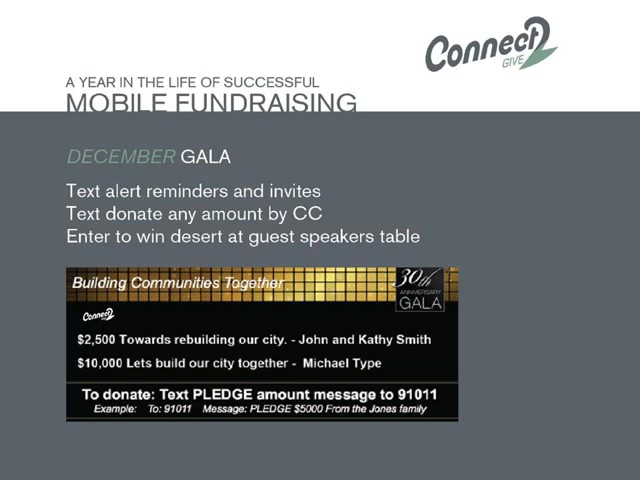 Connect2
GIVE
A YEAR IN THE LIFE OF SUCCESSFUL
MOBILE FUNDRAISING
DECEMBER GALA
Text alert reminders and invites
Text donate any amount by CC
Enter to win desert at guest speakers table
Building Communities Together
30th
ANNIVERSARY
GALA
Connect2
$2,500 Towards rebuilding our city. - John and Kathy Smith
$10,000 Lets build our city together - Michael Type
To donate: Text PLEDGE amount message to 91011
Example: To: 91011 Message: PLEDGE $5000 From the Jones family